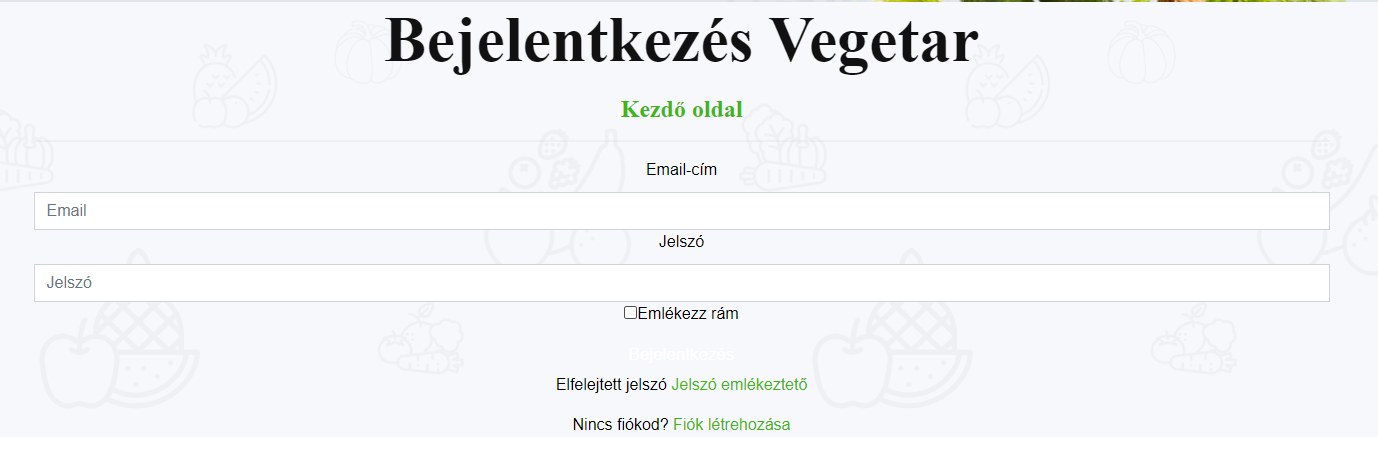 Bejelentkezés Vegetar
Kezdő oldal
Email-cím
Email
Jelszó
Jelszó
Emlékezz rám
Bejelentkezés
Elfelejtett jelszó Jelszó emlékeztető
Nincs fiókod? Fiók létrehozása